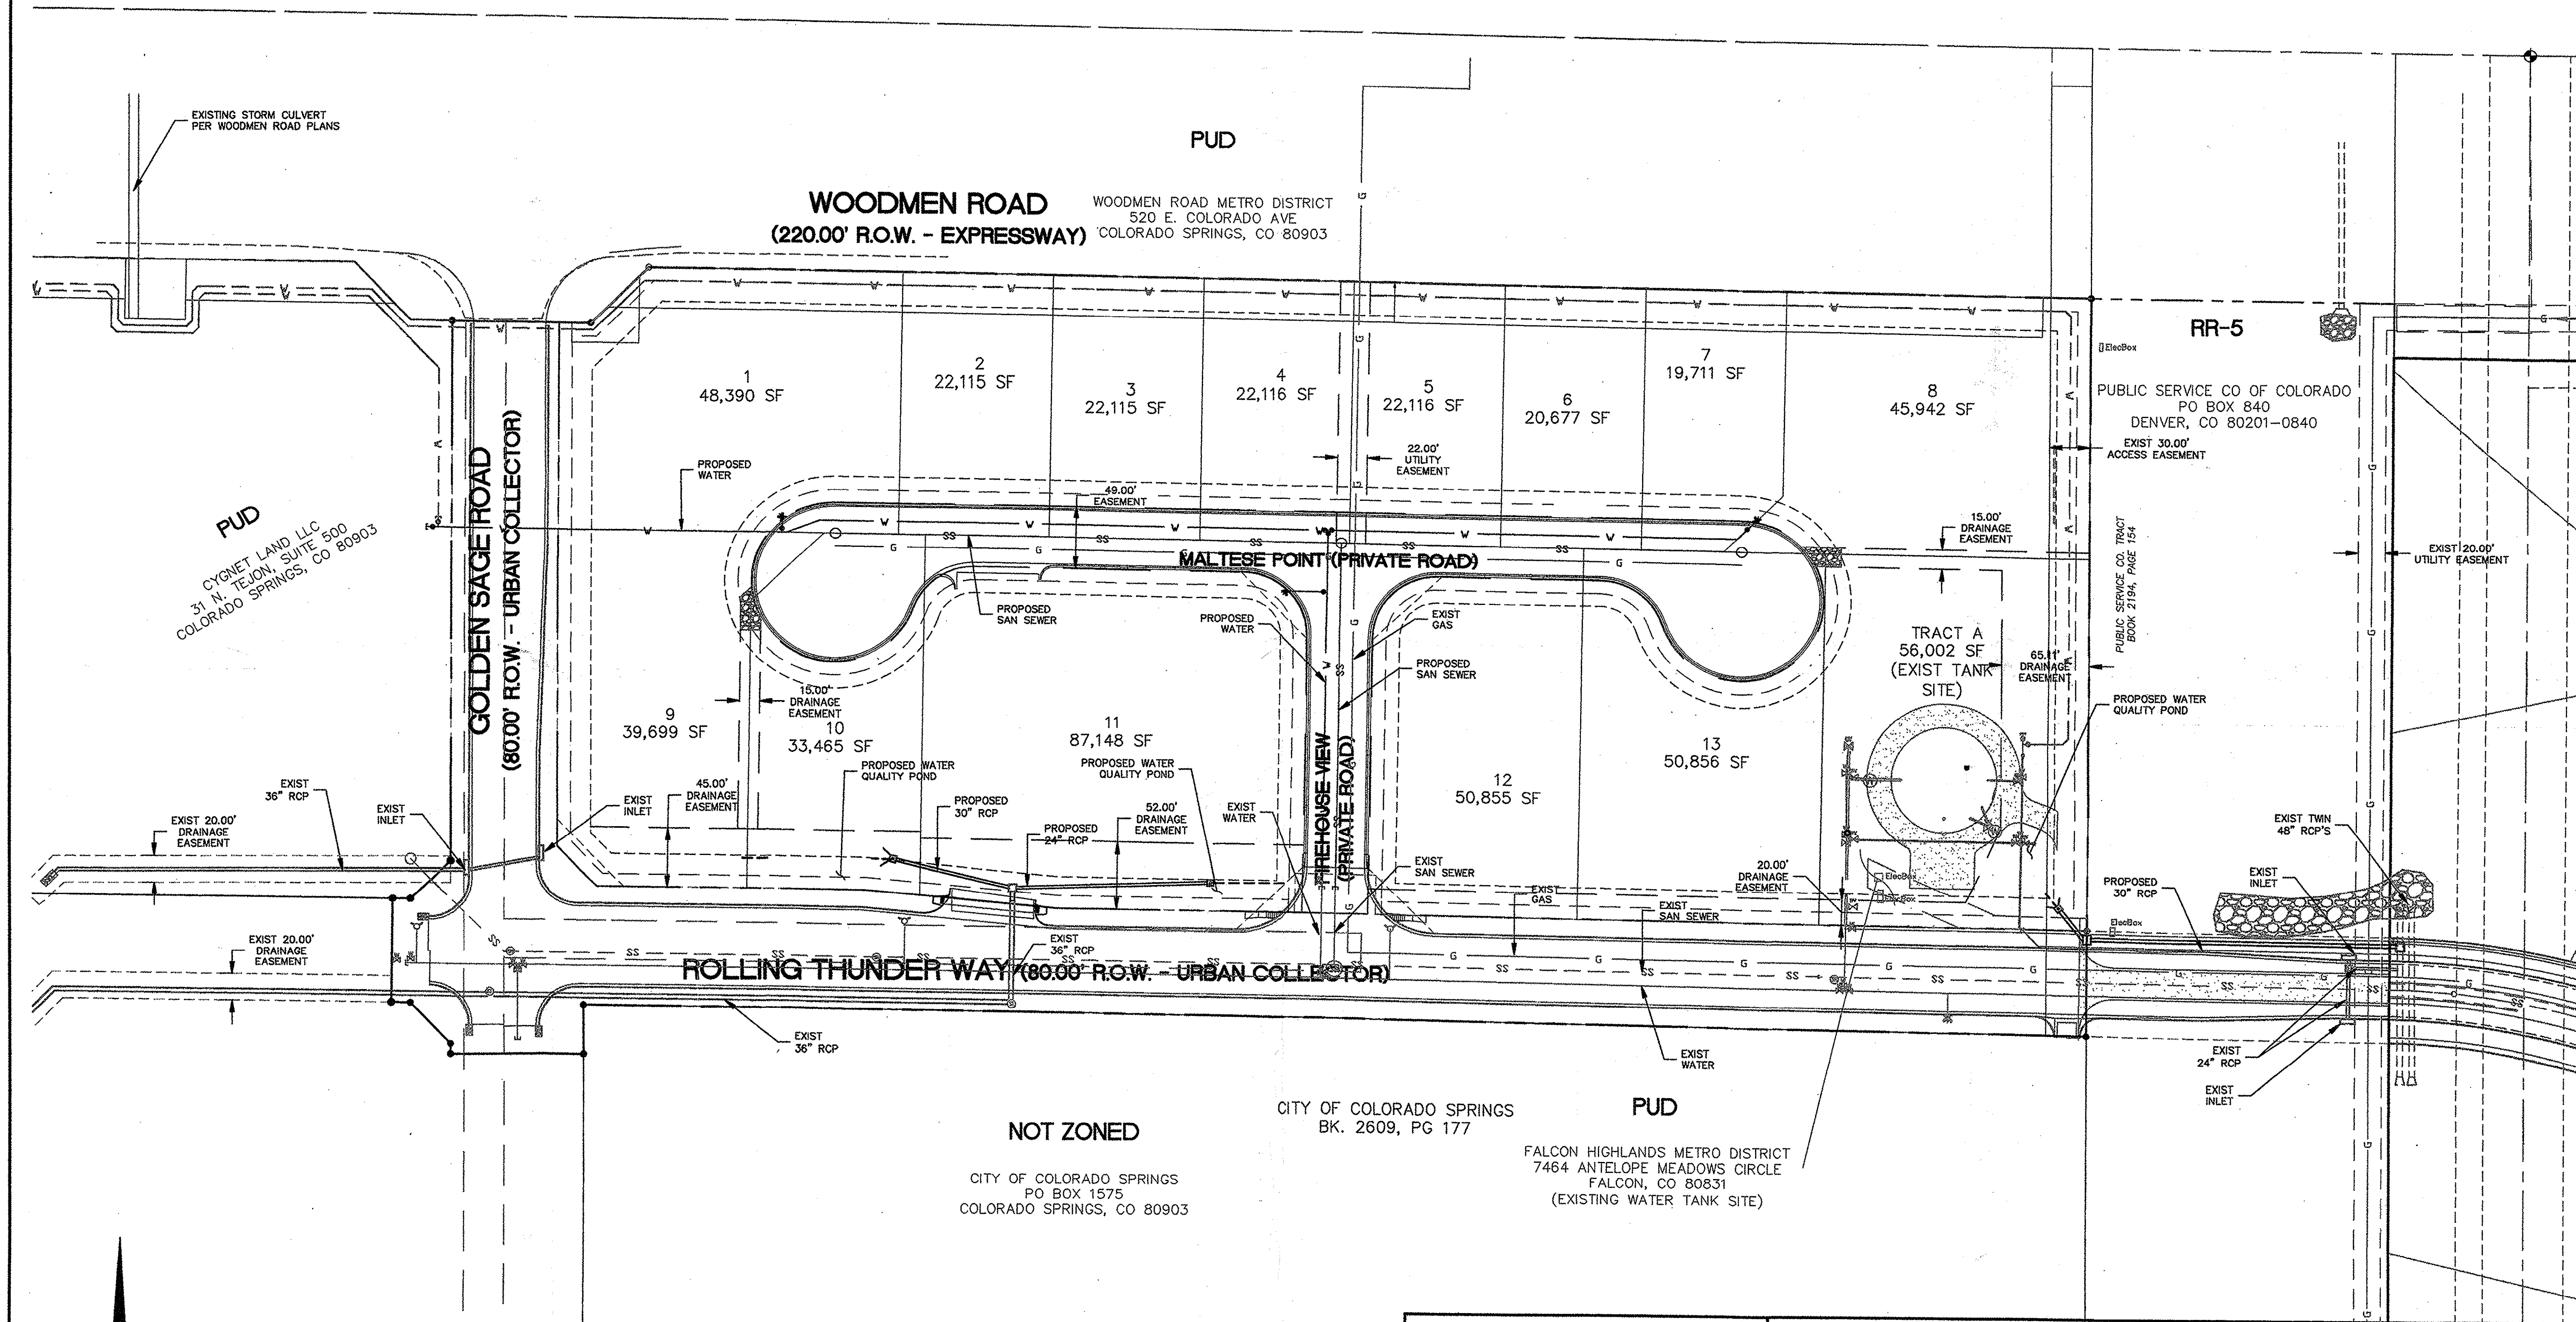 EXISTING STORM CULVERT
PER WOODMEN ROAD PLANS
PUD
WOODMEN ROAD
(220.00' R.O.W. - EXPRESSWAY)
WOODMEN ROAD METRO DISTRICT
520 E. COLORADO AVE
COLORADO SPRINGS, CO 80903
RR-5
ElecBox
PUBLIC SERVICE CO OF COLORADO
PO BOX 840
DENVER, CO 80201-0840
EXIST 30.00'
ACCESS EASEMENT
1
48,390 SF
2
22,115 SF
3
22,115 SF
4
22,116 SF
5
22,116 SF
6
20,677 SF
7
19,711 SF
8
45,942 SF
22.00'
UTILITY
EASEMENT
PROPOSED
WATER
49.00'
EASEMENT
GOLDEN SAGE ROAD
(80.00' R.O.W. - URBAN COLLECTOR)
PUD
CYGNET LAND LLC
31 N. TEJON, SUITE 500
COLORADO SPRINGS, CO 80903
MALTESE POINT (PRIVATE ROAD)
15.00'
DRAINAGE
EASEMENT
PUBLIC SERVICE CO. TRACT
BOOK 2194, PAGE 154
EXIST 20.00'
UTILITY EASEMENT
PROPOSED
SAN SEWER
PROPOSED
WATER
EXIST
GAS
PROPOSED
SAN SEWER
TRACT A
56,002 SF
(EXIST TANK
SITE)
65.11'
DRAINAGE
EASEMENT
PROPOSED WATER
QUALITY POND
15.00'
DRAINAGE
EASEMENT
9
39,699 SF
10
33,465 SF
11
87,148 SF
12
50,855 SF
13
50,856 SF
FIREHOUSE VIEW
(PRIVATE ROAD)
PROPOSED WATER
QUALITY POND
PROPOSED WATER
QUALITY POND
EXIST
36" RCP
EXIST
INLET
EXIST
INLET
45.00'
DRAINAGE
EASEMENT
PROPOSED
30" RCP
PROPOSED
24" RCP
52.00'
DRAINAGE
EASEMENT
EXIST
WATER
EXIST
SAN SEWER
EXIST 20.00'
DRAINAGE
EASEMENT
EXIST TWIN
48" RCP'S
EXIST
INLET
PROPOSED
30" RCP
20.00'
DRAINAGE
EASEMENT
ElecBox
ElecBox
ElecBox
EXIST
GAS
EXIST
SAN SEWER
EXIST 20.00'
DRAINAGE
EASEMENT
EXIST
36" RCP
ROLLING THUNDER WAY (80.00' R.O.W. - URBAN COLLECTOR)
EXIST
36" RCP
EXIST
WATER
EXIST
24" RCP
EXIST
INLET
NOT ZONED
CITY OF COLORADO SPRINGS
PO BOX 1575
COLORADO SPRINGS, CO 80903
CITY OF COLORADO SPRINGS
BK. 2609, PG 177
PUD
FALCON HIGHLANDS METRO DISTRICT
7464 ANTELOPE MEADOWS CIRCLE
FALCON, CO 80831
(EXISTING WATER TANK SITE)